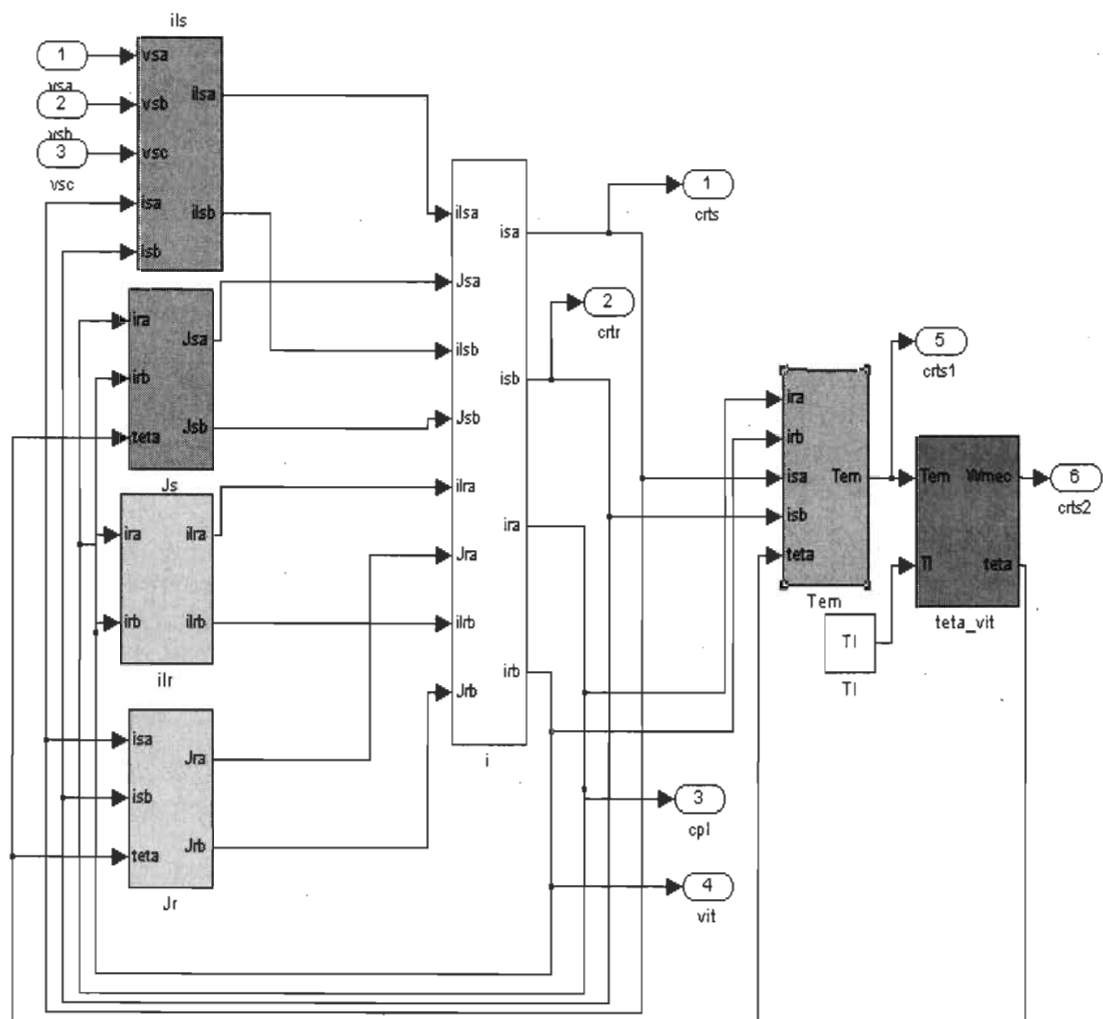 ils
1
vsa
2
vsb
3
vsc
vsa
vsb
vsc
isa
isb
ilsa
ilsb
ira
irb
teta
Jsa
Jsb
Js
ira
irb
ilra
ilrb
ilr
isa
isb
teta
Jra
Jrb
Jr
ilsa
Jsa
ilsb
Jsb
ilra
Jra
ilrb
Jrb
isa
isb
ira
irb
i
1
crts
2
crtr
3
cpl
4
vit
ira
irb
isa
isb
teta
Tem
Tem
5
crts1
Tl
Tl
Tem
Tl
Wmec
teta
teta_vit
6
crts2